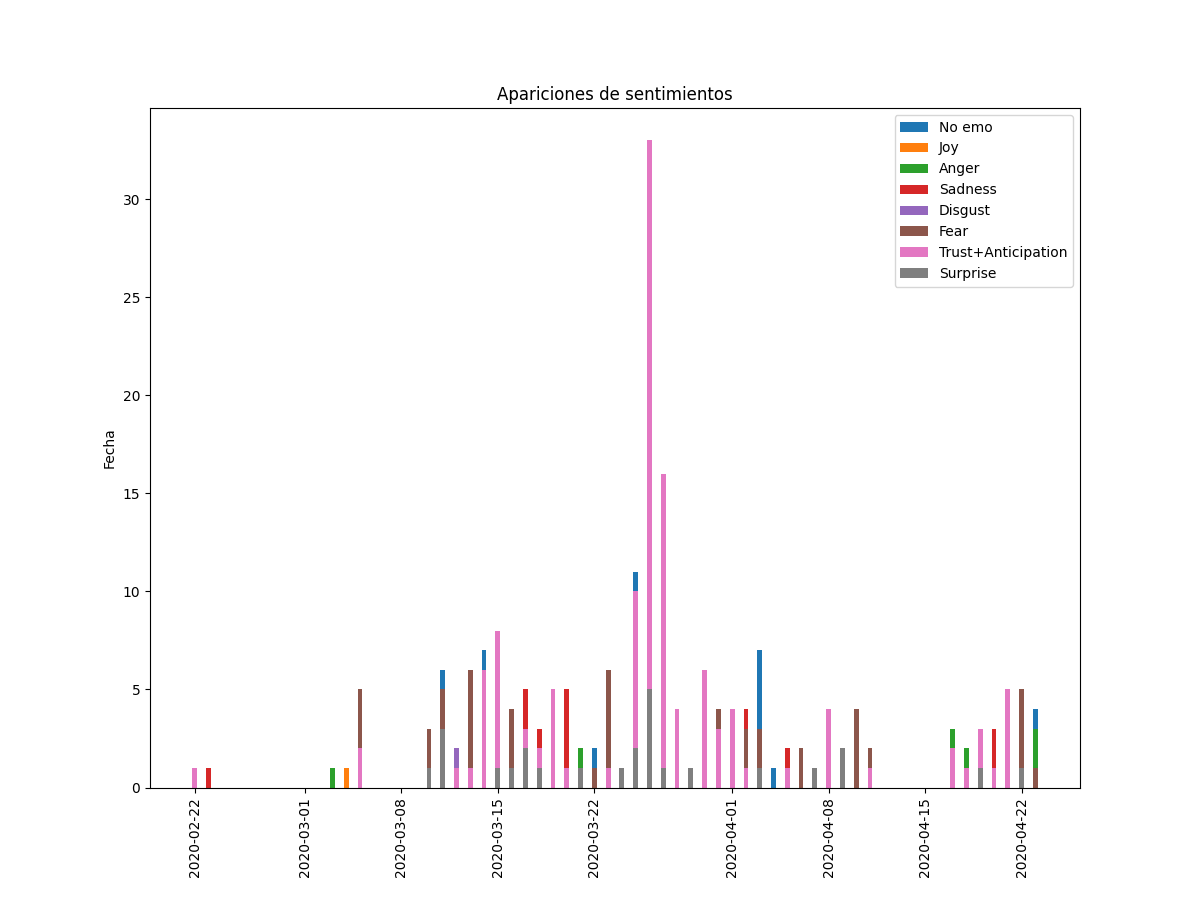 Apariciones de sentimientos
No emo
Joy
Anger
Sadness
Disgust
Fear
Trust+Anticipation
Surprise
Fecha
30
25
20
15
10
5
0
2020-02-22
2020-03-01
2020-03-08
2020-03-15
2020-03-22
2020-04-01
2020-04-08
2020-04-15
2020-04-22